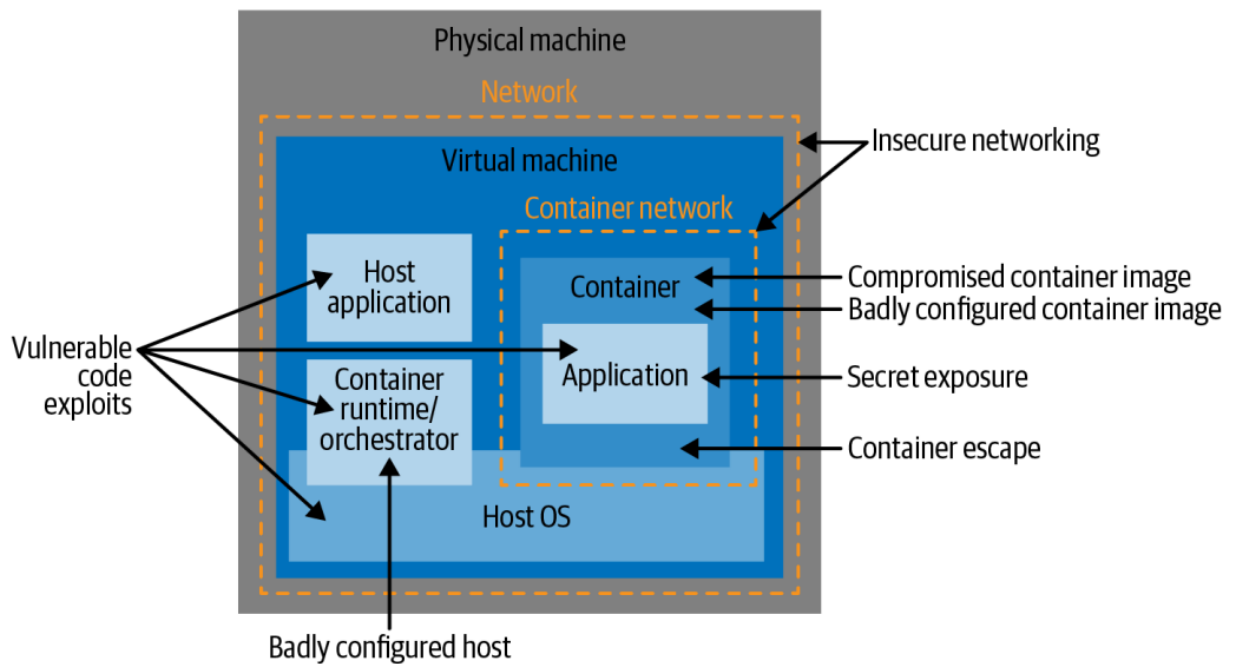 Physical machine
Network
Insecure networking
Virtual machine
Container network
Host
application
Container
Compromised container image
Badly configured container image
Vulnerable
code
exploits
Application
Secret exposure
Container
runtime/
orchestrator
Container escape
Host OS
Badly configured host